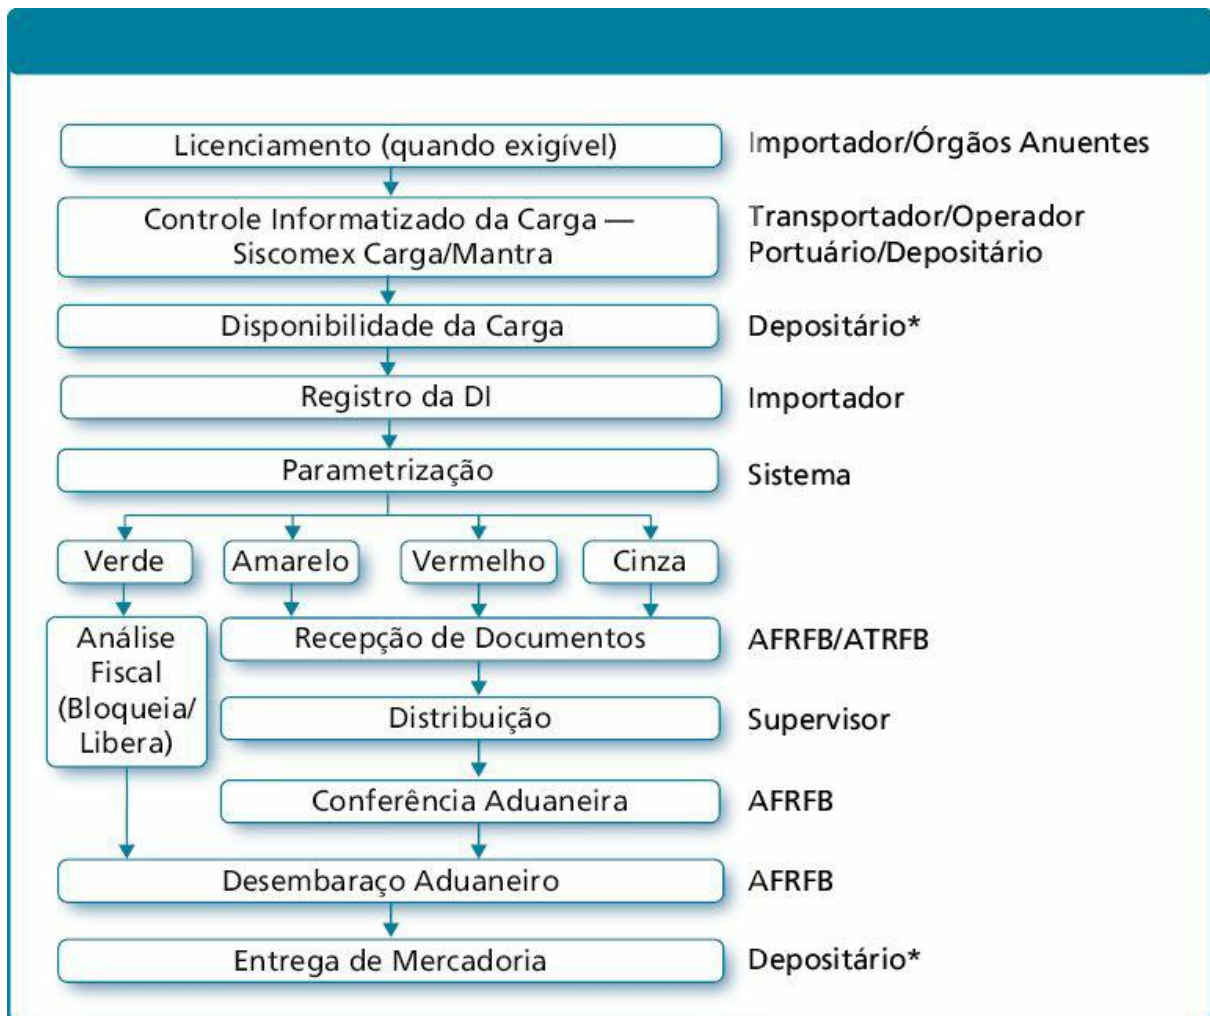 Licenciamento (quando exigível)
Importador/Órgãos Anuentes
Controle Informatizado da Carga —
Siscomex Carga/Mantra
Transportador/Operador
Portuário/Depositário
Disponibilidade da Carga
Depositário*
Registro da DI
Importador
Parametrização
Sistema
Verde
Amarelo
Vermelho
Cinza
Análise
Fiscal
(Bloqueia/
Libera)
Recepção de Documentos
AFRFB/ATRFB
Distribuição
Supervisor
Conferência Aduaneira
AFRFB
Desembaraço Aduaneiro
AFRFB
Entrega de Mercadoria
Depositário*